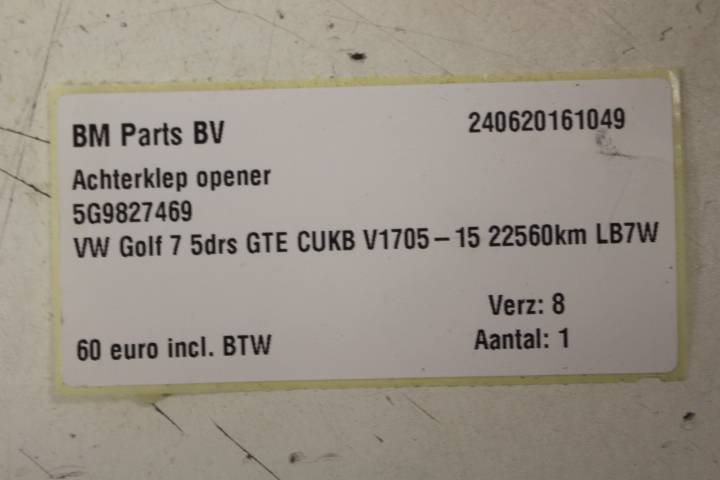 BM Parts BV
240620161049
Achterklep opener
5G9827469
VW Golf 7 5drs GTE CUKB V1705-15 22560km LB7W
Verz: 8
60 euro incl. BTW
Aantal: 1